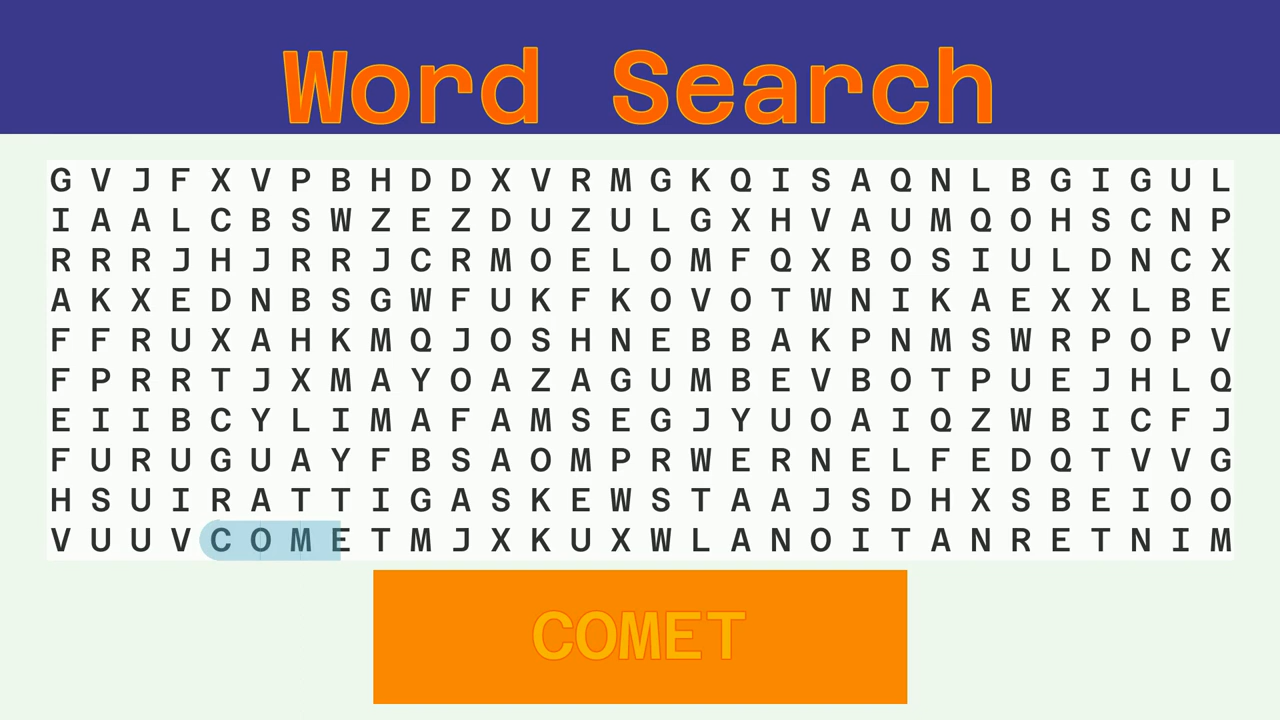 Word Search
G V J F X V P B H D D X V R M G K Q I S A Q N L B G I G U L
I A A L C B S W Z E Z D U Z U L G X H V A U M Q O H S C N P
R R R J H J R R J C R M O E L O M F Q X B O S I U L D N C X
A K X E D N B S G W F U K F K O V O T W N I K A E X X L B E
F F R U X A H K M Q J O S H N E B B A K P N M S W R P O P V
F P R R T J X M A Y O A Z A G U M B E V B O T P U E J H L Q
E I I B C Y L I M A F A M S E G J Y U O A I Q Z W B I C F J
F U R U G U A Y F B S A O M P R W E R N E L F E D Q T V V G
H S U I R A T T I G A S K E W S T A A J S D H X S B E I O O
V U U V C O M E T M J X K U X W L A N O I T A N R E T N I M
COMET